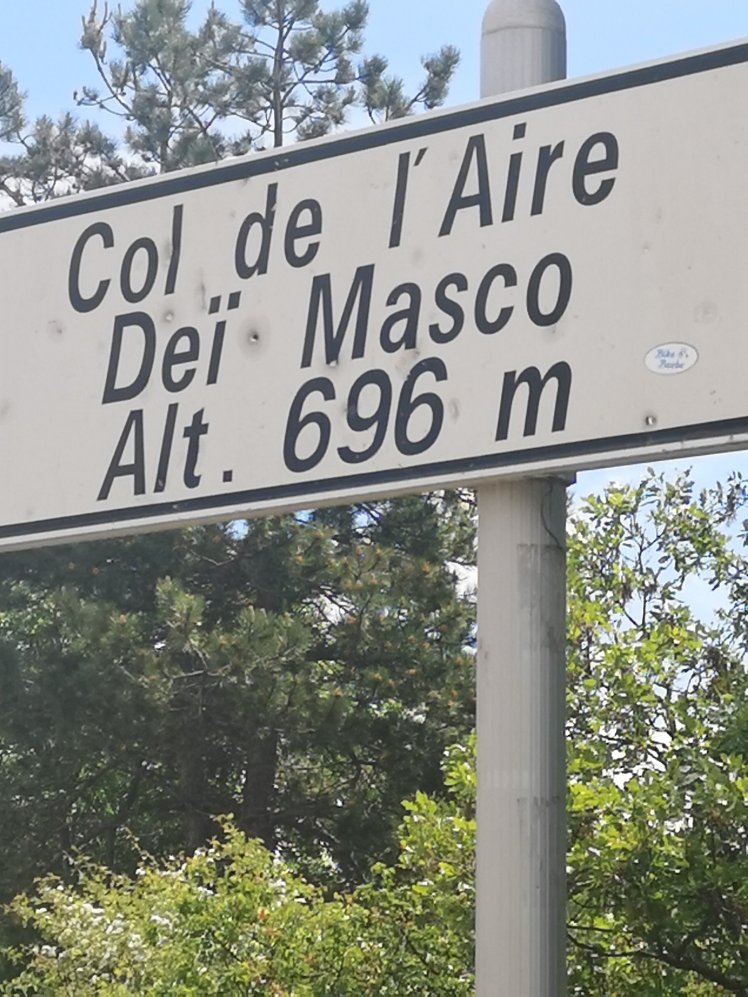 Col de l'Aire
Deï Masco
Alt. 696 m